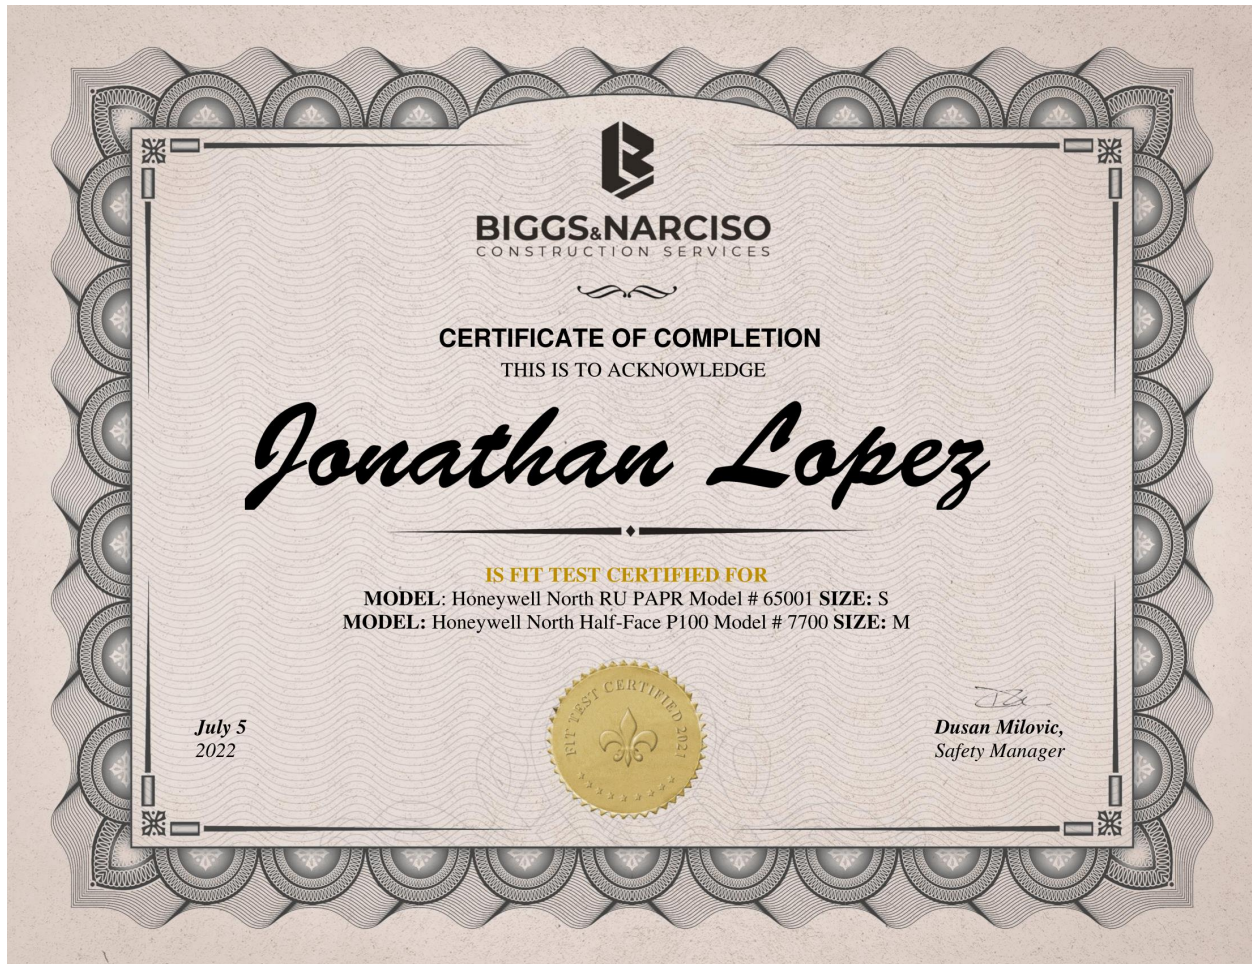 BIGGS&NARCISO
CONSTRUCTION SERVICES
CERTIFICATE OF COMPLETION
THIS IS TO ACKNOWLEDGE
Jonathan Lopez
IS FIT TEST CERTIFIED FOR
MODEL: Honeywell North RU PAPR Model # 65001 SIZE: S
MODEL: Honeywell North Half-Face P100 Model # 7700 SIZE: M
FIT TEST CERTIFIED 2021
July 5
2022
Dusan Milovic,
Safety Manager